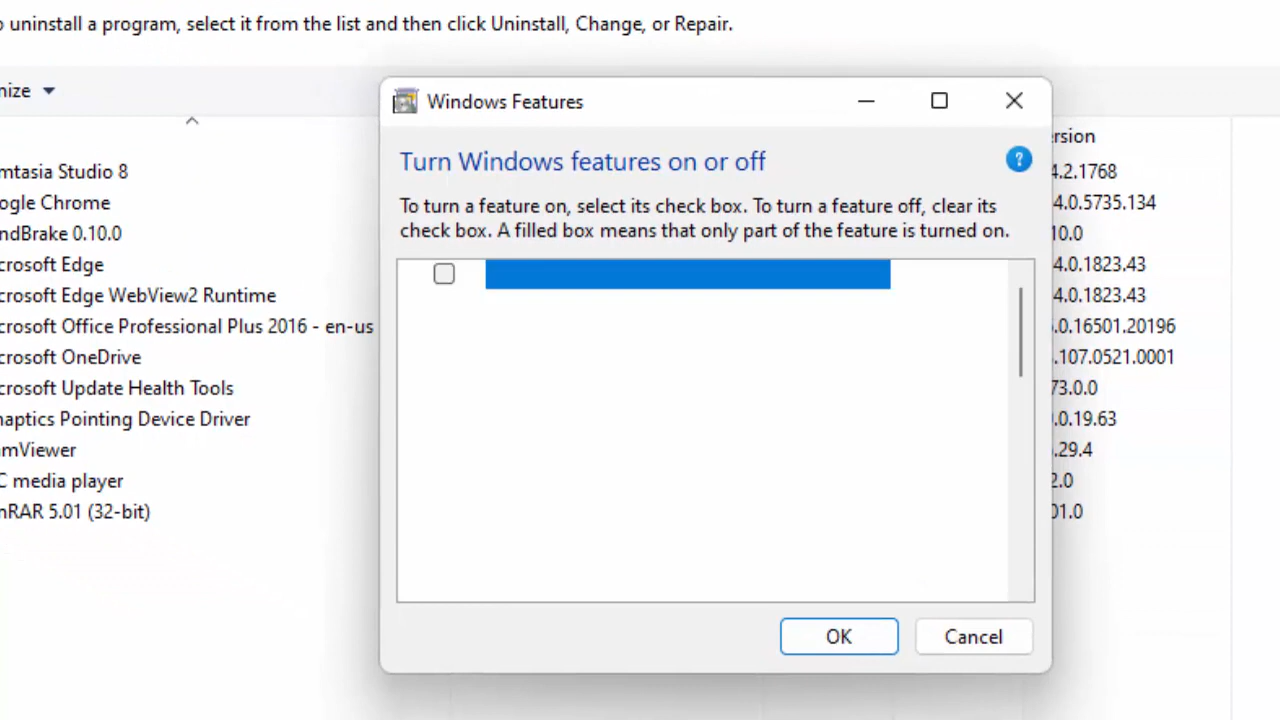 o uninstall a program, select it from the list and then click Uninstall, Change, or Repair.
nize
Windows Features
Turn Windows features on or off
?
To turn a feature on, select its check box. To turn a feature off, clear its
check box. A filled box means that only part of the feature is turned on.
OK
Cancel
ersion
mtasia Studio 8
4.2.1768
ogle Chrome
4.0.5735.134
ndBrake 0.10.0
10.0
crosoft Edge
4.0.1823.43
crosoft Edge WebView2 Runtime
4.0.1823.43
crosoft Office Professional Plus 2016 - en-us
.0.16501.20196
crosoft OneDrive
.107.0521.0001
crosoft Update Health Tools
73.0.0
naptics Pointing Device Driver
.0.19.63
amViewer
.29.4
C media player
2.0
nRAR 5.01 (32-bit)
01.0